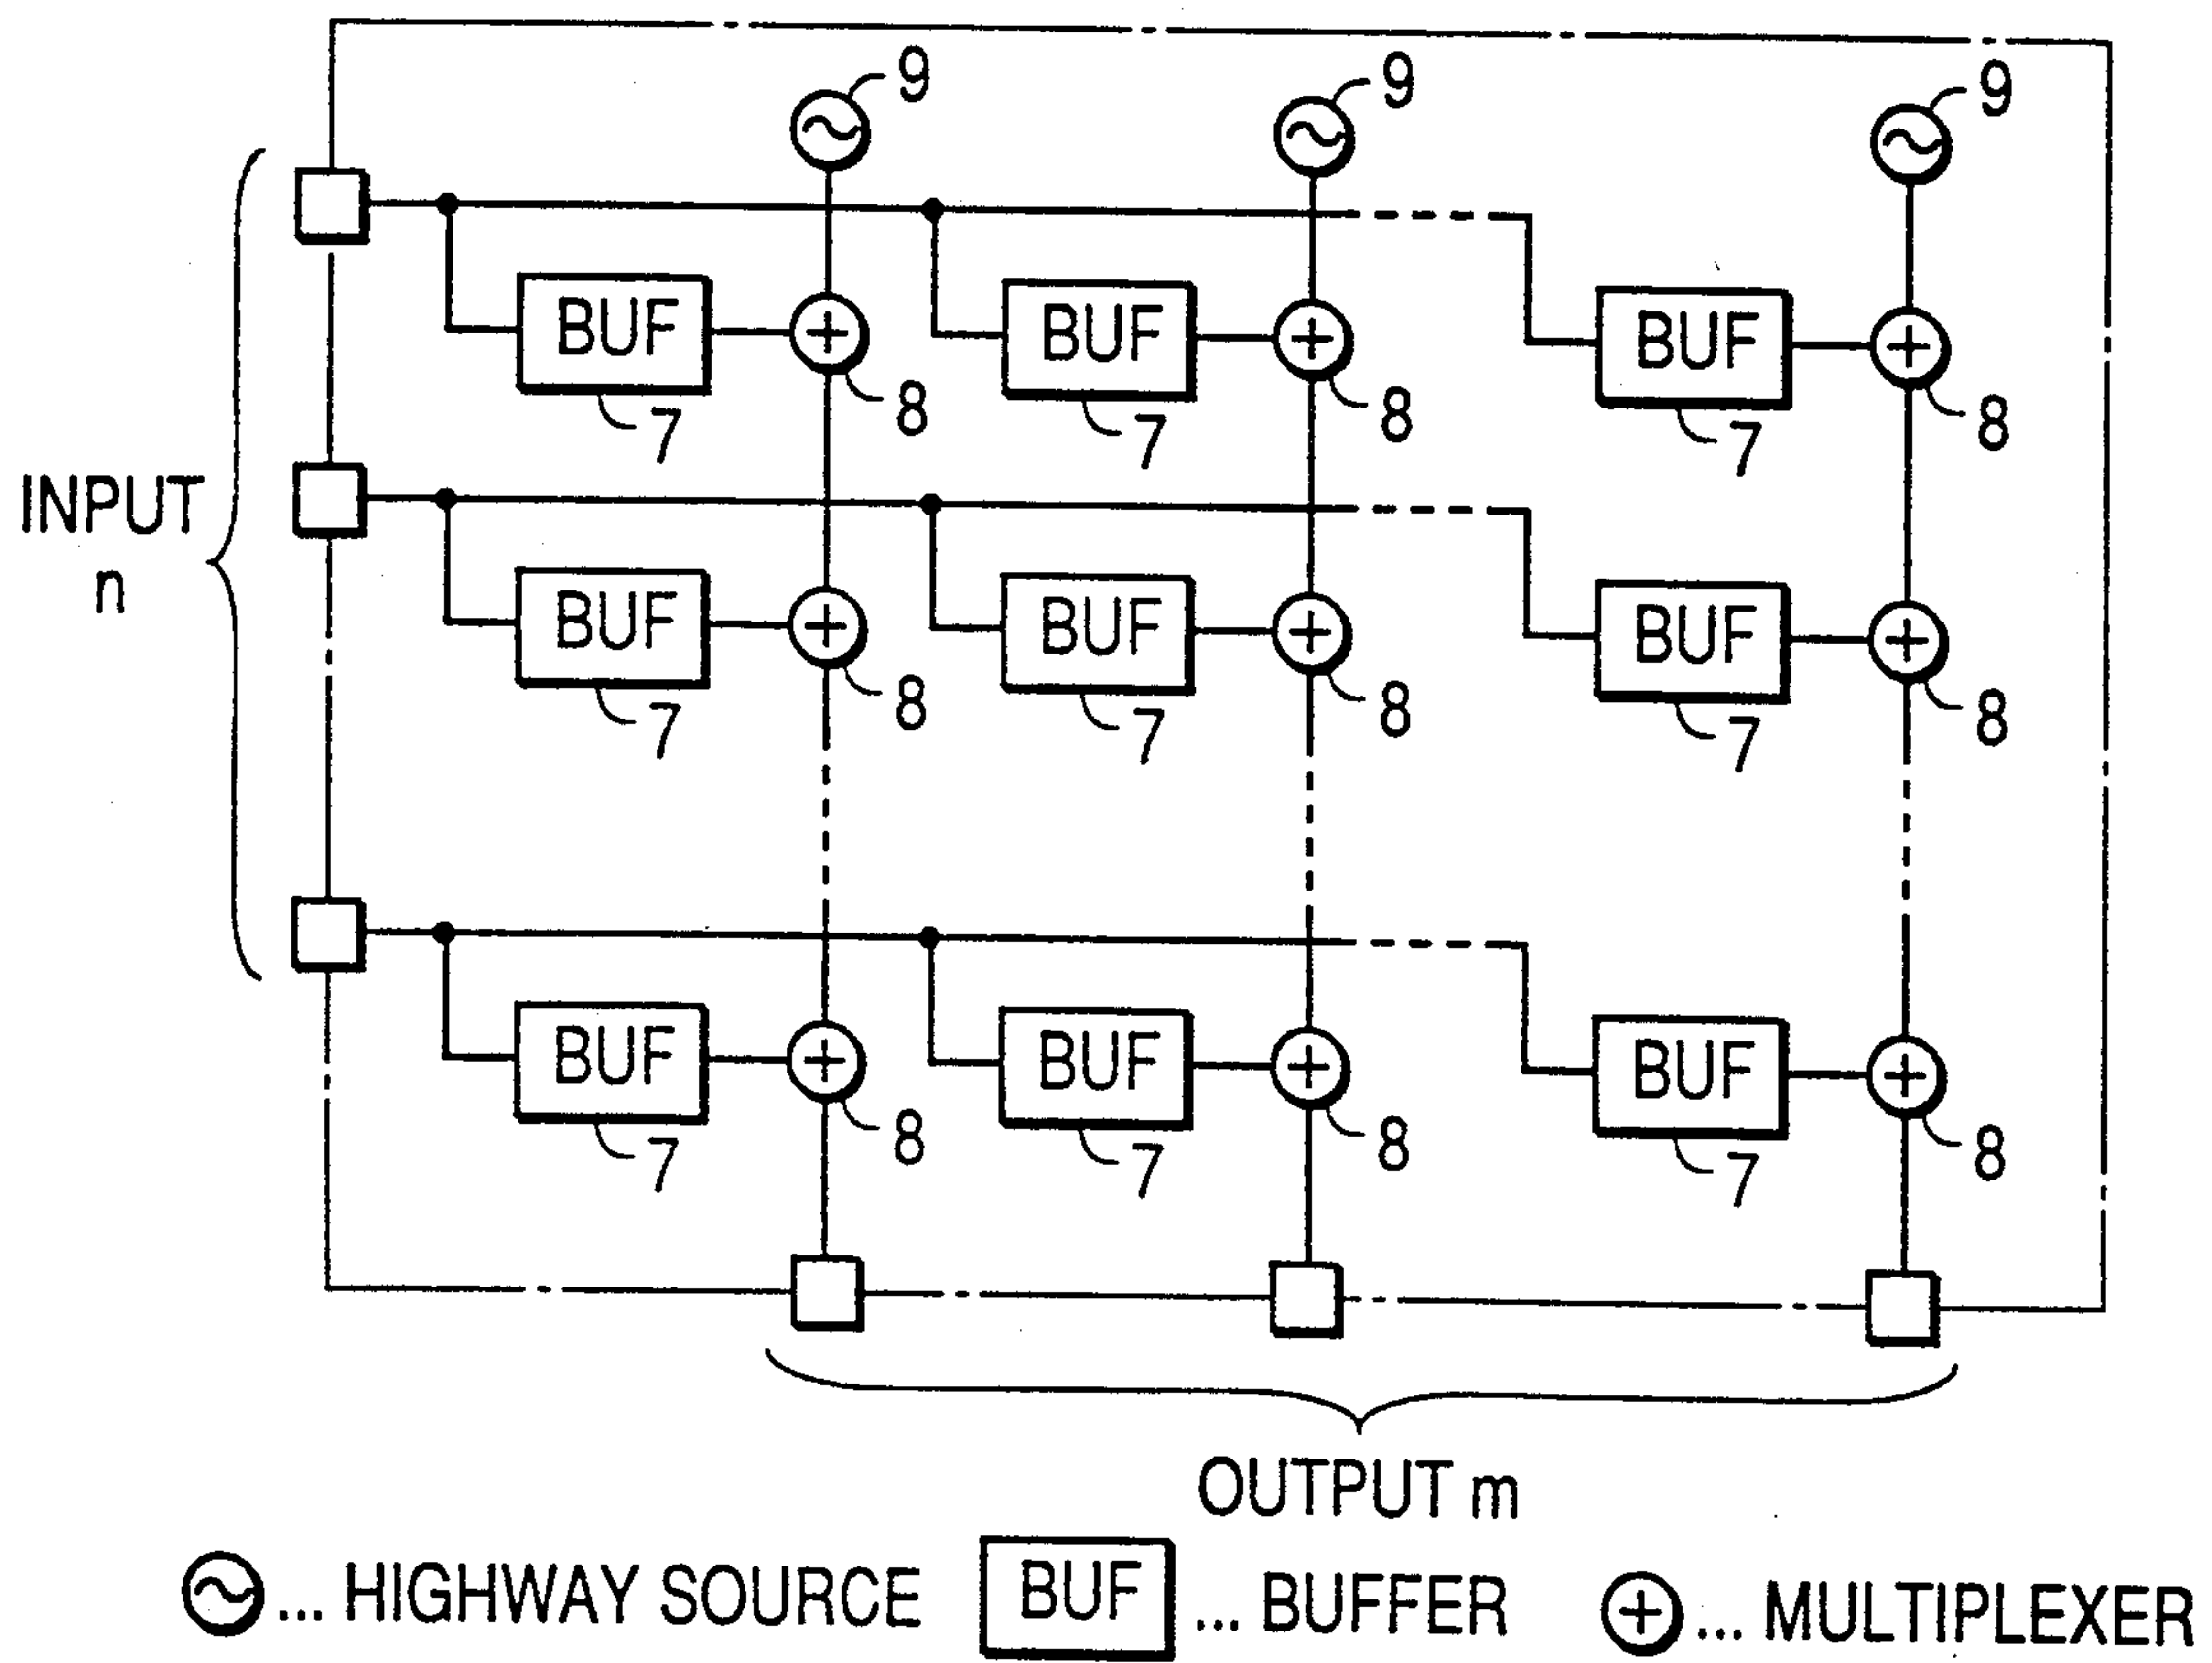 9 9 9
BUF BUF BUF
8 8 8
7 7 7
INPUT
n
BUF BUF BUF
8 8 8
7 7 7
BUF BUF BUF
8 8 8
7 7 7
OUTPUT m
... HIGHWAY SOURCE BUF ... BUFFER ... MULTIPLEXER